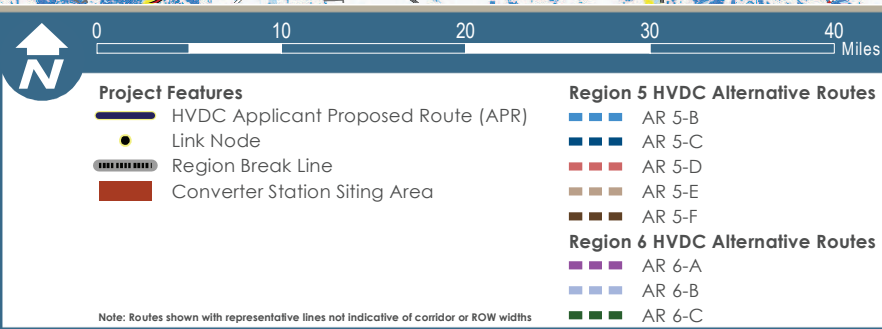 0 10 20 30 40
Miles
N
Project Features
HVDC Applicant Proposed Route (APR)
Link Node
Region Break Line
Converter Station Siting Area
Note: Routes shown with representative lines not indicative of corridor or ROW widths
Region 5 HVDC Alternative Routes
AR 5-B
AR 5-C
AR 5-D
AR 5-E
AR 5-F
Region 6 HVDC Alternative Routes
AR 6-A
AR 6-B
AR 6-C